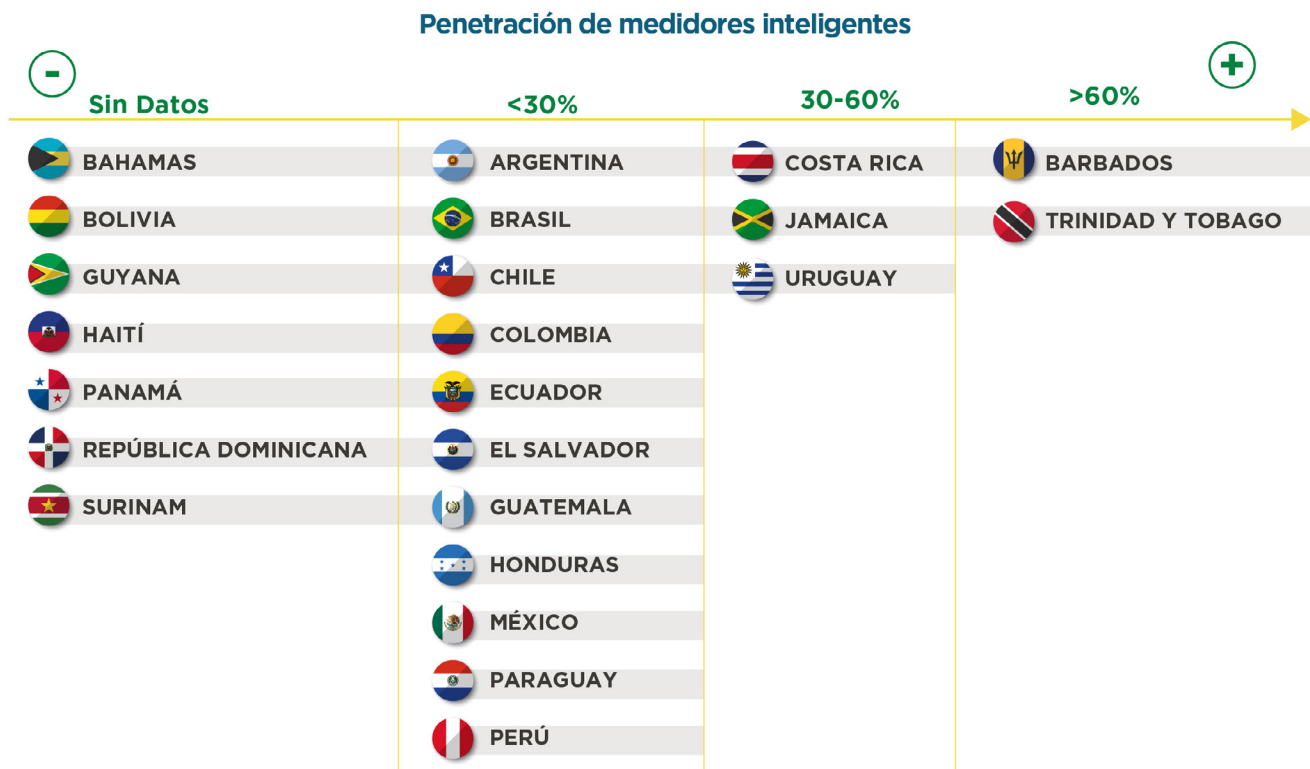 Penetración de medidores inteligentes
-
+
Sin Datos
<30%
30-60%
>60%
BAHAMAS
BOLIVIA
GUYANA
HAITÍ
PANAMÁ
REPÚBLICA DOMINICANA
SURINAM
ARGENTINA
BRASIL
CHILE
COLOMBIA
ECUADOR
EL SALVADOR
GUATEMALA
HONDURAS
MÉXICO
PARAGUAY
PERÚ
COSTA RICA
JAMAICA
URUGUAY
BARBADOS
TRINIDAD Y TOBAGO